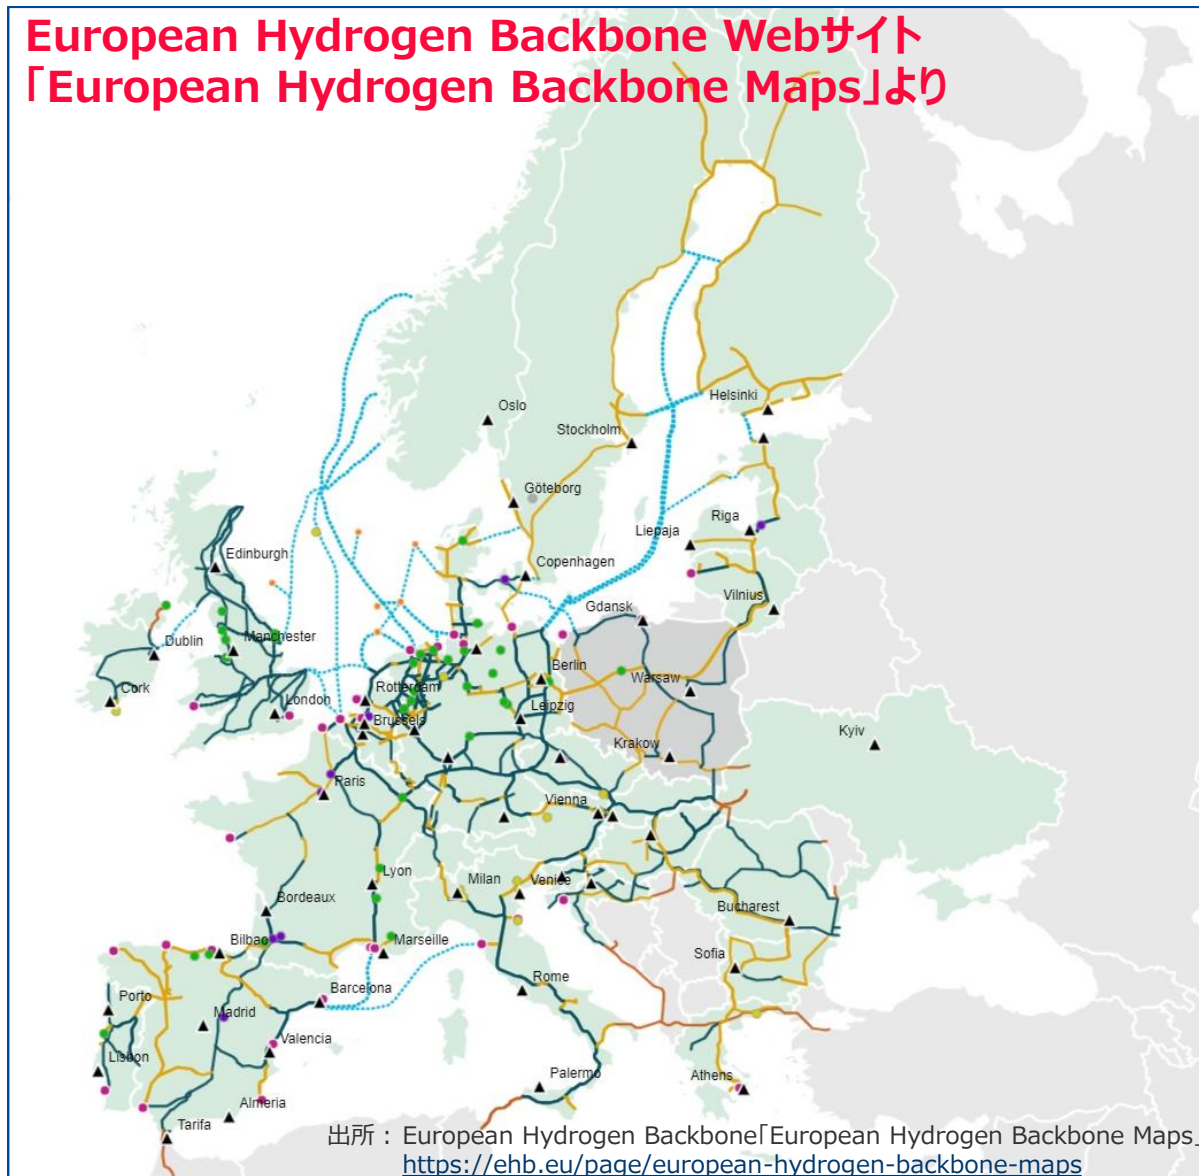 European Hydrogen Backbone Webサイト
「European Hydrogen Backbone Maps」より
Helsinki
Oslo
Stockholm
Göteborg
Riga
Liepaja
Edinburgh
Copenhagen
Vilnius
Gdansk
Dublin
Manchester
Berlin
Warsaw
Cork
London
Rotterdam
Leipzig
Brussels
Kyiv
Krakow
Paris
Vienna
Lyon
Milan
Venice
Bordeaux
Bucharest
Bilbao
Marseille
Sofia
Rome
Porto
Barcelona
Madrid
Valencia
Lisbon
Palermo
Athens
Almeria
Tarifa
出所：European Hydrogen Backbone「European Hydrogen Backbone Maps」
https://ehb.eu/page/european-hydrogen-backbone-maps